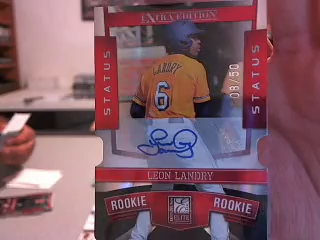 EXTRA EDITION
STATUS
STATUS
LANDRY
6
08/50
LEON LANDRY
ROOKIE
ROOKIE
ELITE